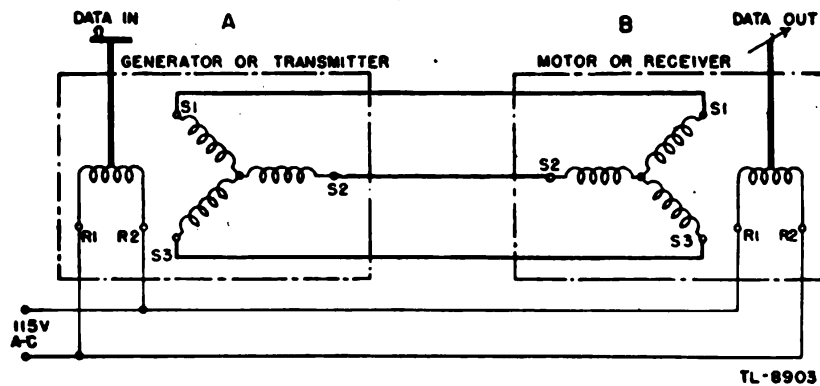 DATA IN
A
B
DATA OUT
GENERATOR OR TRANSMITTER
MOTOR OR RECEIVER
S1
S1
S2
S2
R1
R2
S3
S3
R1
R2
115V
A-C
TL-8903